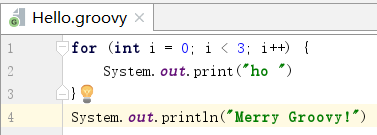 Hello.groovy ×
1 for (int i = 0; i < 3; i++) {
2     System.out.print("ho ")
3 }
4 System.out.println("Merry Groovy!")